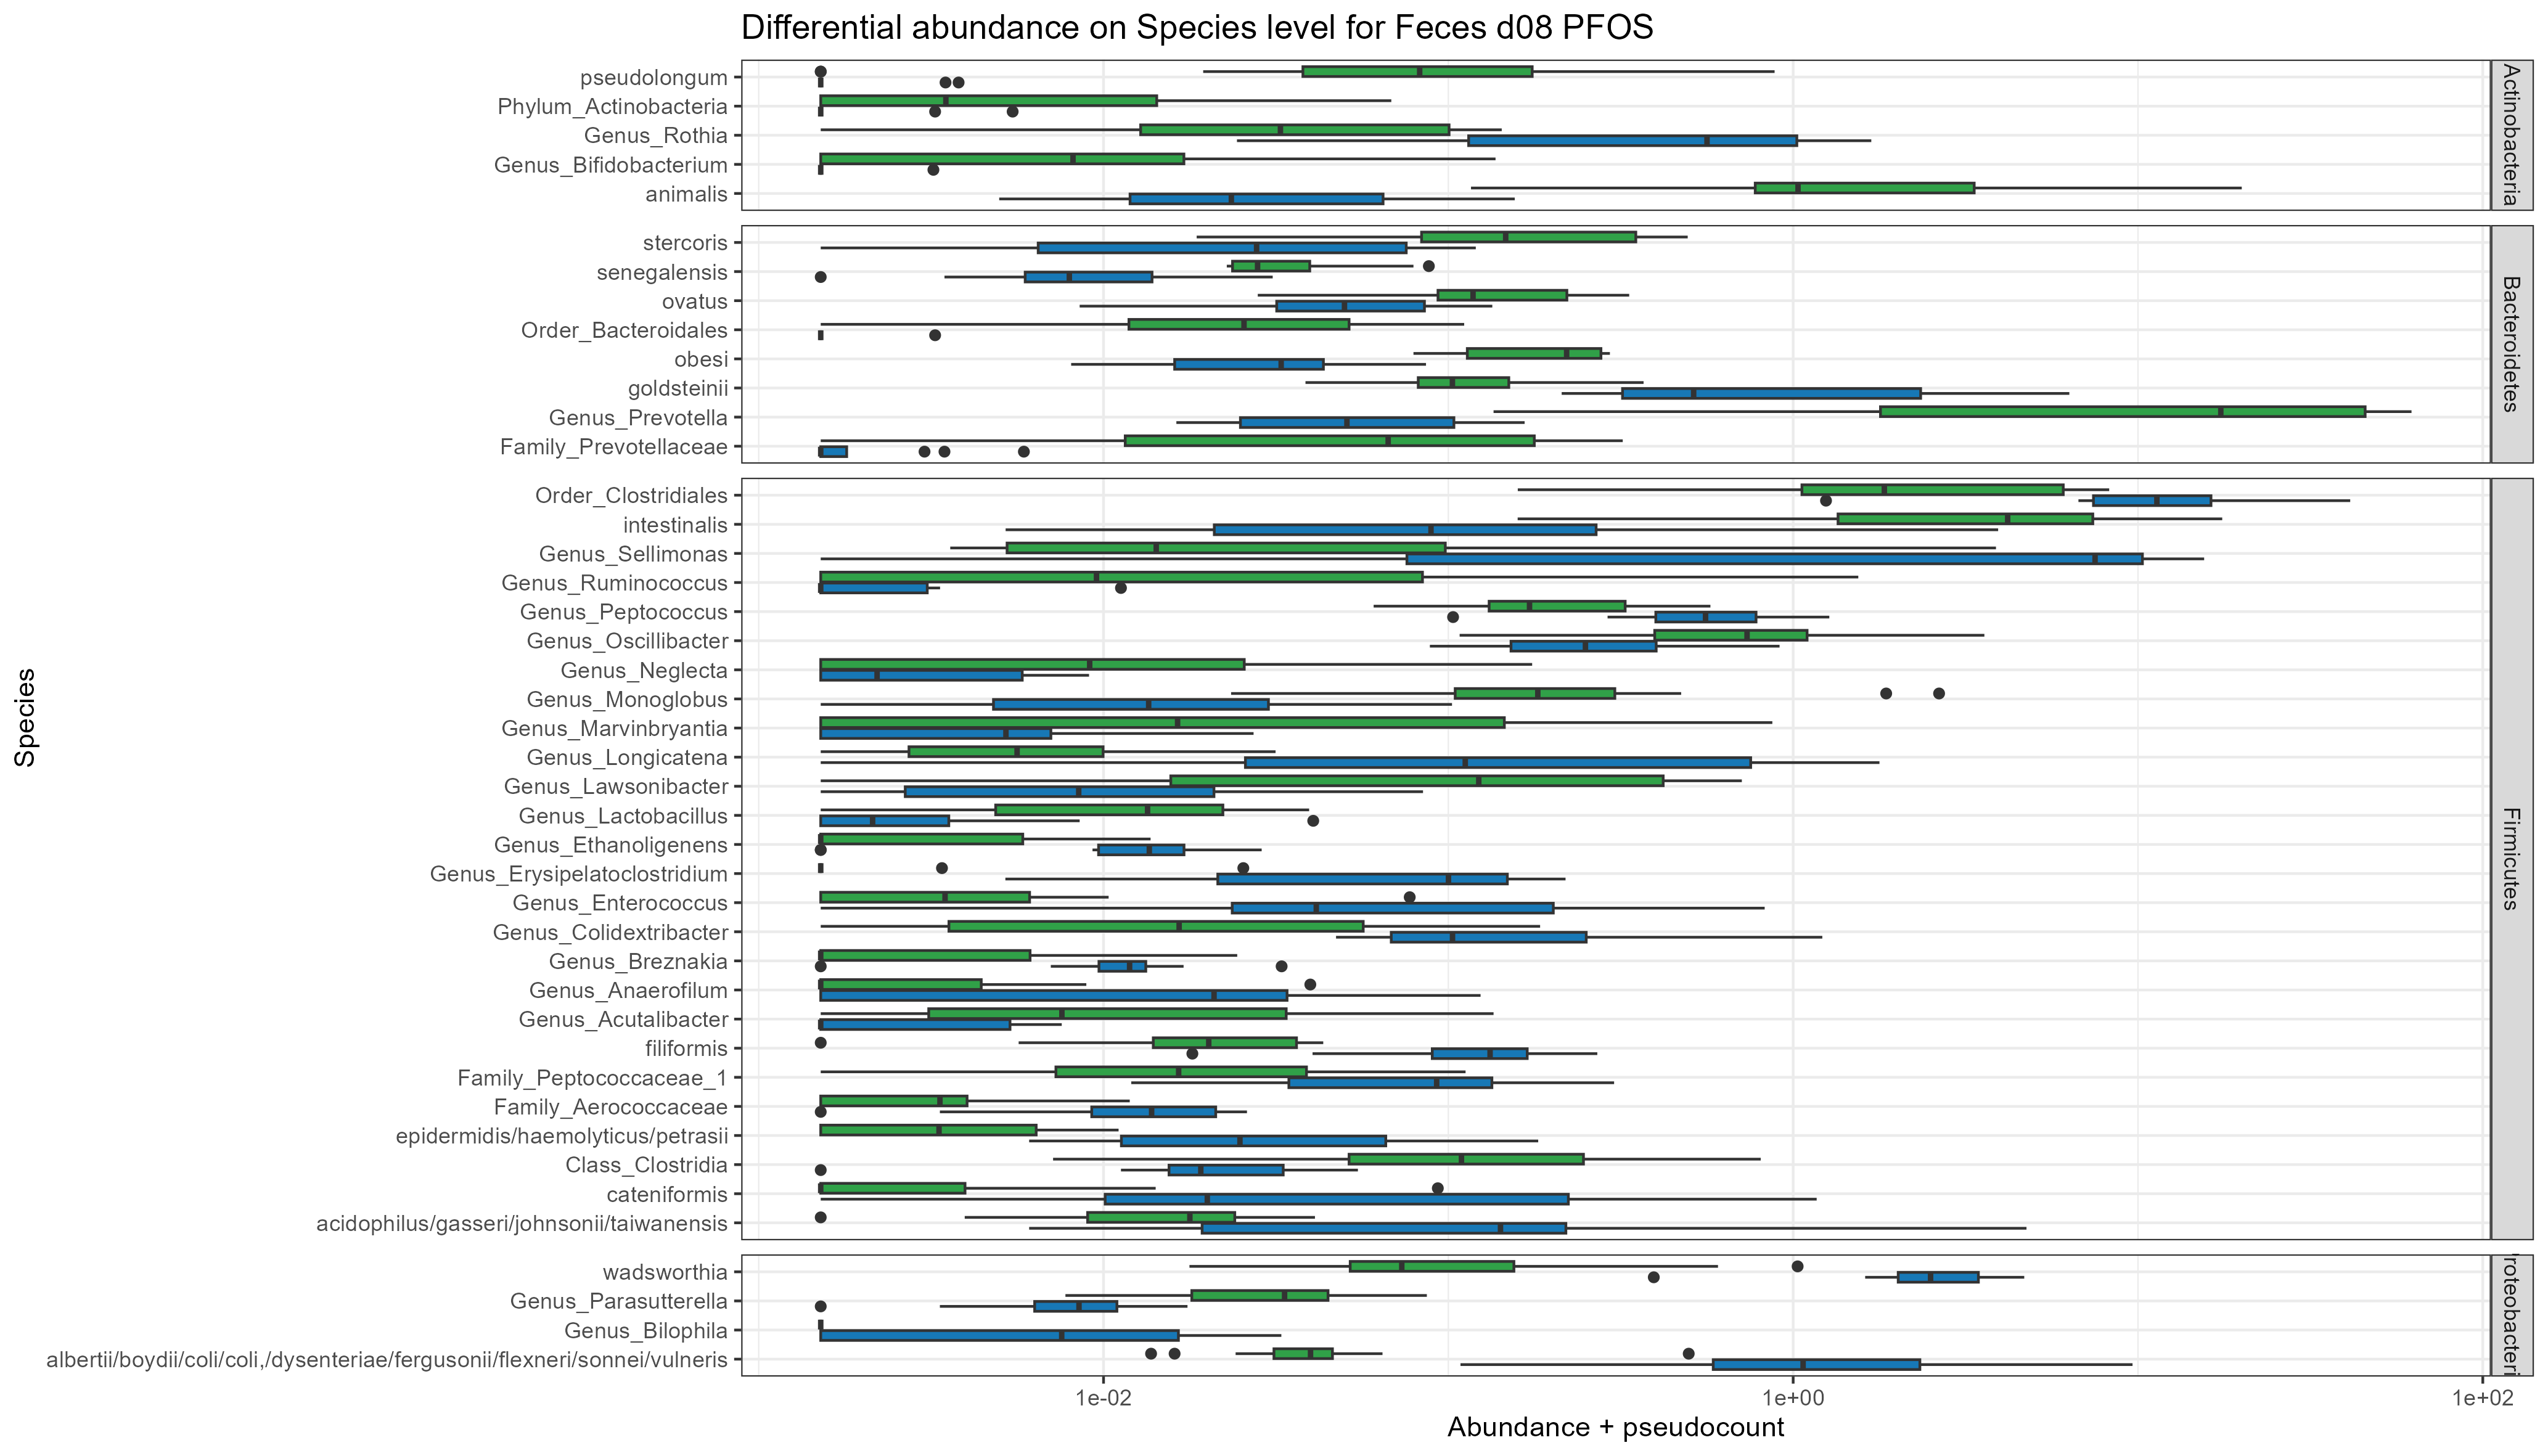 Differential abundance on Species level for Feces d08 PFOS
Species
pseudolongum
Phylum_Actinobacteria
Genus_Rothia
Genus_Bifidobacterium
animalis
Actinobacteria
stercoris
senegalensis
ovatus
Order_Bacteroidales
obesi
goldsteinii
Genus_Prevotella
Family_Prevotellaceae
Bacteroidetes
Order_Clostridiales
intestinalis
Genus_Sellimonas
Genus_Ruminococcus
Genus_Peptococcus
Genus_Oscillibacter
Genus_Neglecta
Genus_Monoglobus
Genus_Marvinbryantia
Genus_Longicatena
Genus_Lawsonibacter
Genus_Lactobacillus
Genus_Ethanoligenens
Genus_Erysipelatoclostridium
Genus_Enterococcus
Genus_Colidextribacter
Genus_Breznakia
Genus_Anaerofilum
Genus_Acutalibacter
filiformis
Family_Peptococcaceae_1
Family_Aerococcaceae
epidermidis/haemolyticus/petrasii
Class_Clostridia
cateniformis
acidophilus/gasseri/johnsonii/taiwanensis
Firmicutes
wadsworthia
Genus_Parasutterella
Genus_Bilophila
albertii/boydii/coli/coli,/dysenteriae/fergusonii/flexneri/sonnei/vulneris
roteobacteri
1e-02
1e+00
1e+02
Abundance + pseudocount